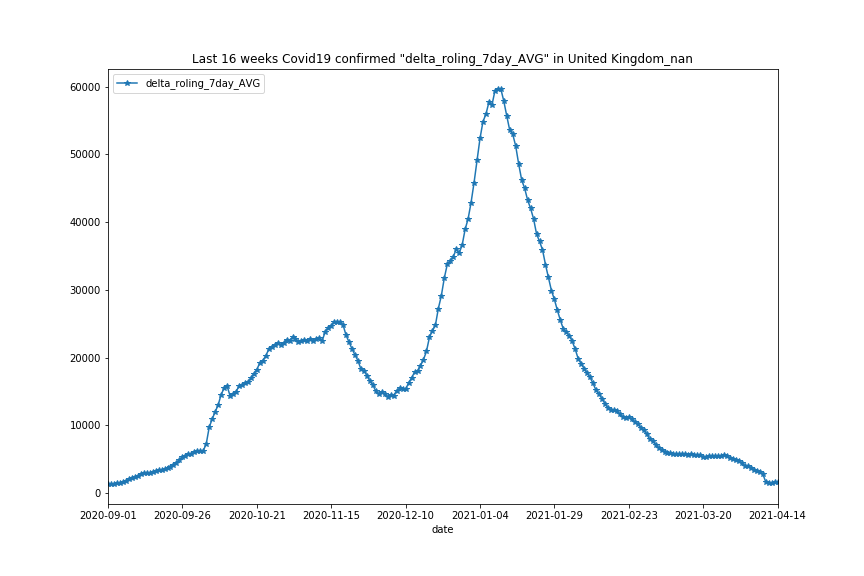 Last 16 weeks Covid19 confirmed "delta_roling_7day_AVG" in United Kingdom_nan
delta_roling_7day_AVG
60000
50000
40000
30000
20000
10000
0
2020-09-01 2020-09-26 2020-10-21 2020-11-15 2020-12-10 2021-01-04 2021-01-29 2021-02-23 2021-03-20 2021-04-14
date